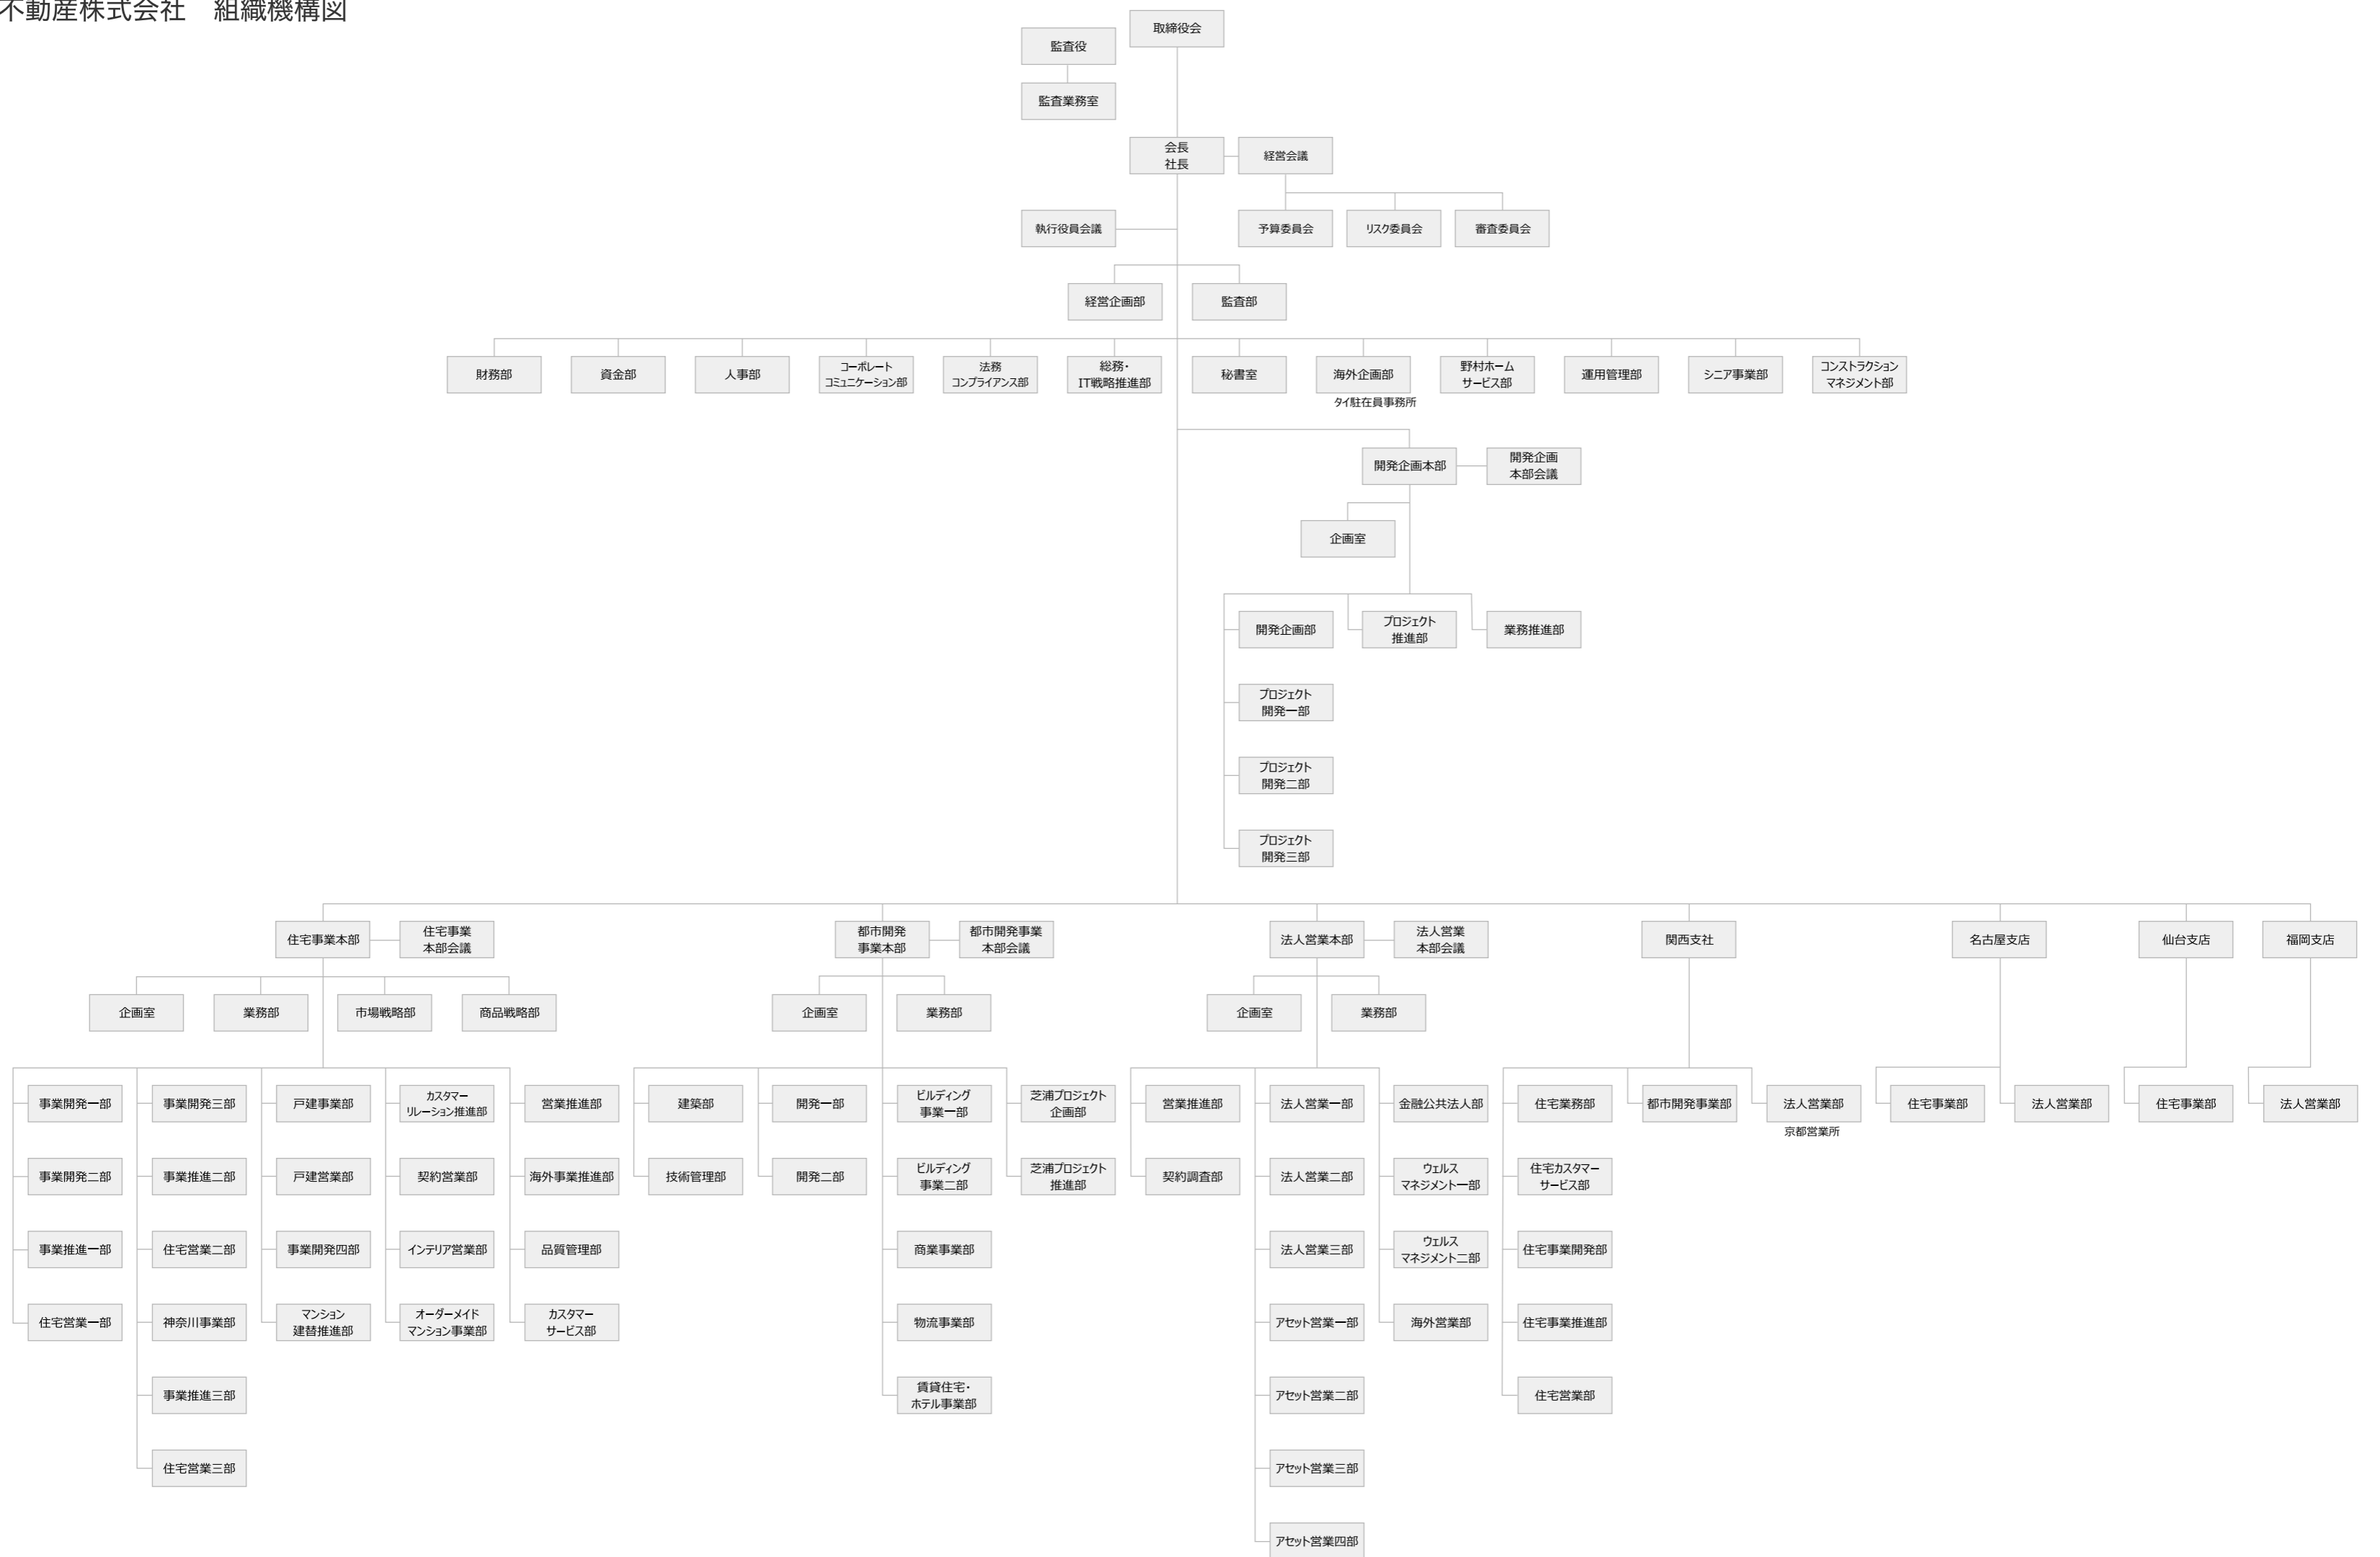 不動産株式会社　組織機構図
取締役会
監査役
監査業務室
会長
社長
経営会議
執行役員会議
予算委員会
リスク委員会
審査委員会
経営企画部
監査部
財務部
資金部
人事部
コーポレート
コミュニケーション部
法務
コンプライアンス部
総務・
IT戦略推進部
秘書室
海外企画部
野村ホーム
サービス部
運用管理部
シニア事業部
コンストラクション
マネジメント部
タイ駐在員事務所
開発企画本部
開発企画
本部会議
企画室
開発企画部
プロジェクト
推進部
業務推進部
プロジェクト
開発一部
プロジェクト
開発二部
プロジェクト
開発三部
住宅事業本部
住宅事業
本部会議
都市開発
事業本部
都市開発事業
本部会議
法人営業本部
法人営業
本部会議
関西支社
名古屋支店
仙台支店
福岡支店
企画室
業務部
市場戦略部
商品戦略部
企画室
業務部
企画室
業務部
事業開発一部
事業開発三部
戸建事業部
カスタマー
リレーション推進部
営業推進部
建築部
開発一部
ビルディング
事業一部
芝浦プロジェクト
企画部
営業推進部
法人営業一部
金融公共法人部
住宅業務部
都市開発事業部
法人営業部
京都営業所
住宅事業部
法人営業部
住宅事業部
法人営業部
事業開発二部
事業推進二部
戸建営業部
契約営業部
海外事業推進部
技術管理部
開発二部
ビルディング
事業二部
芝浦プロジェクト
推進部
契約調査部
法人営業二部
ウェルス
マネジメント一部
住宅カスタマー
サービス部
事業推進一部
住宅営業二部
事業開発四部
インテリア営業部
品質管理部
商業事業部
法人営業三部
ウェルス
マネジメント二部
住宅事業開発部
住宅営業一部
神奈川事業部
マンション
建替推進部
オーダーメイド
マンション事業部
カスタマー
サービス部
物流事業部
アセット営業一部
海外営業部
住宅事業推進部
事業推進三部
賃貸住宅・
ホテル事業部
アセット営業二部
住宅営業部
住宅営業三部
アセット営業三部
アセット営業四部